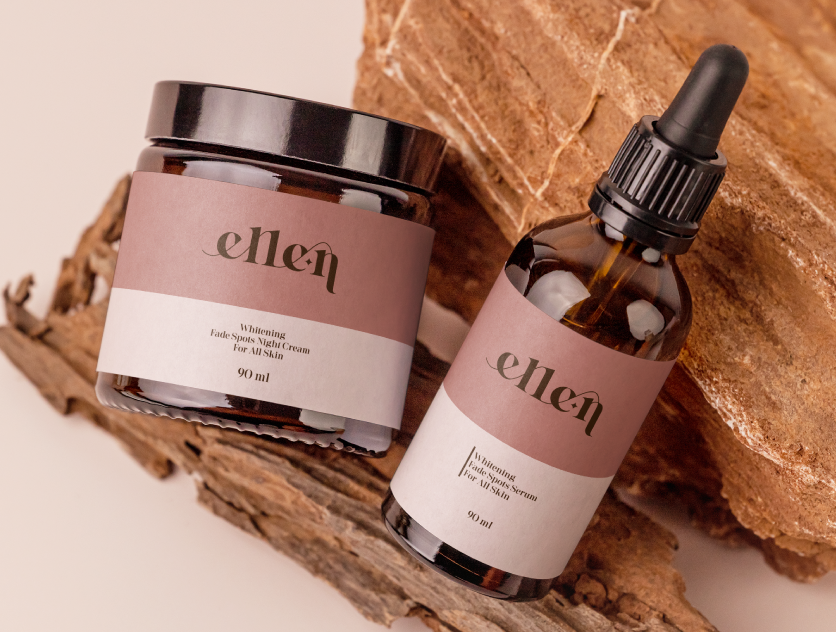 ellen
Whitening
Fade Spots Night Cream
For All Skin
90 ml
ellen
Whitening
Fade Spots Serum
For All Skin
90 ml